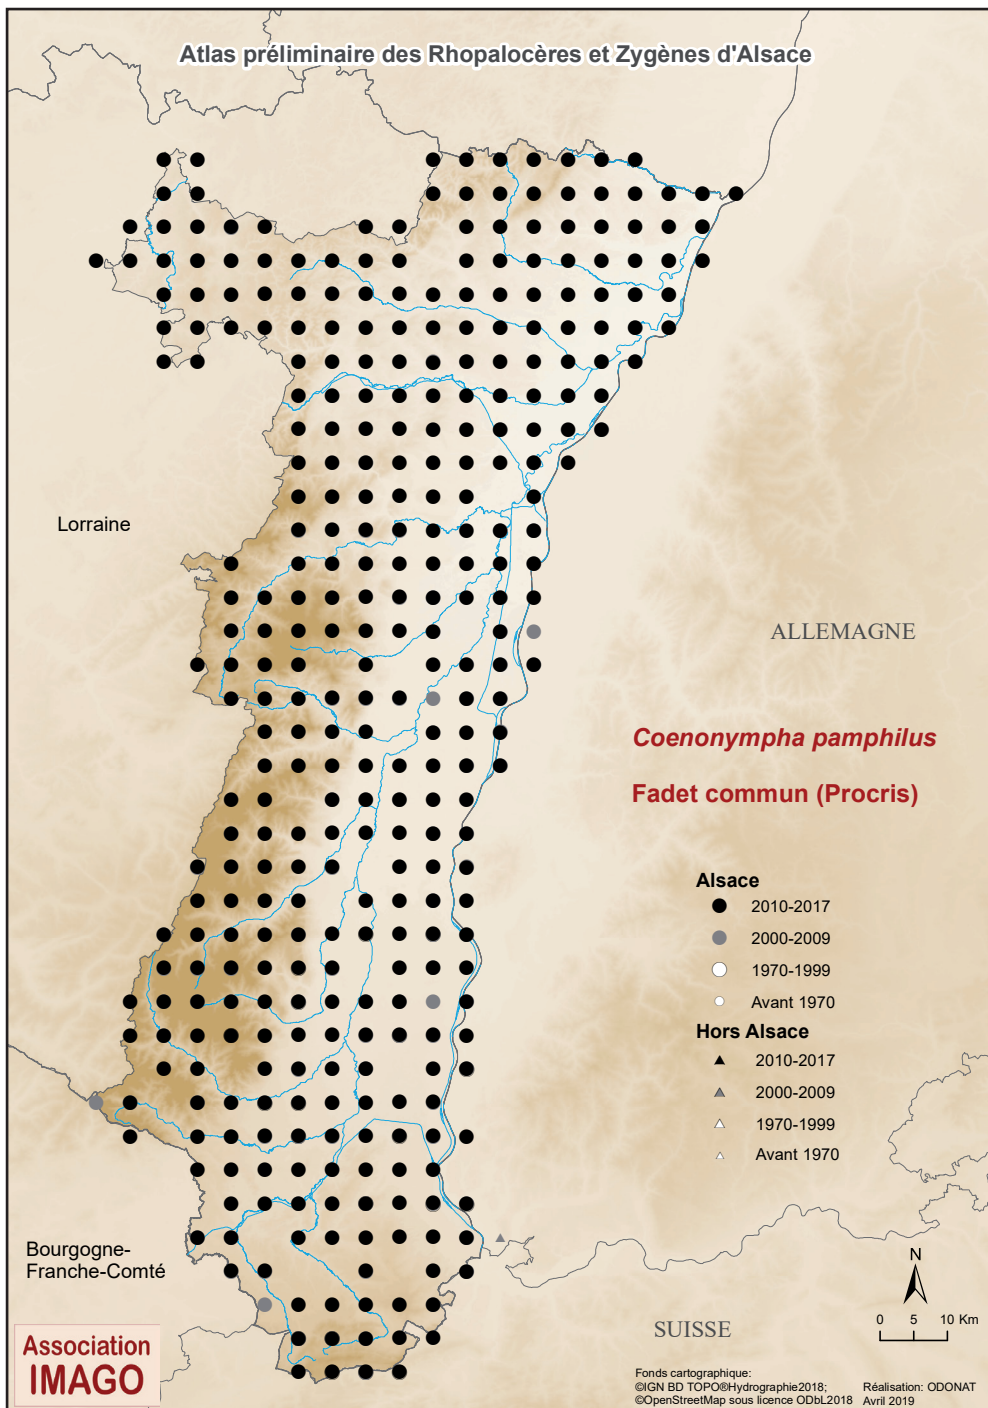 Atlas préliminaire des Rhopalocères et Zygènes d'Alsace
Lorraine
ALLEMAGNE
Coenonympha pamphilus
Fadet commun (Procris)
Alsace
2010-2017
2000-2009
1970-1999
Avant 1970
Hors Alsace
2010-2017
2000-2009
1970-1999
Avant 1970
Bourgogne-
Franche-Comté
N
0 5 10 Km
SUISSE
Association
IMAGO
Fonds cartographique:
©IGN BD TOPO®Hydrographie2018;
©OpenStreetMap sous licence ODbL2018
Réalisation: ODONAT
Avril 2019